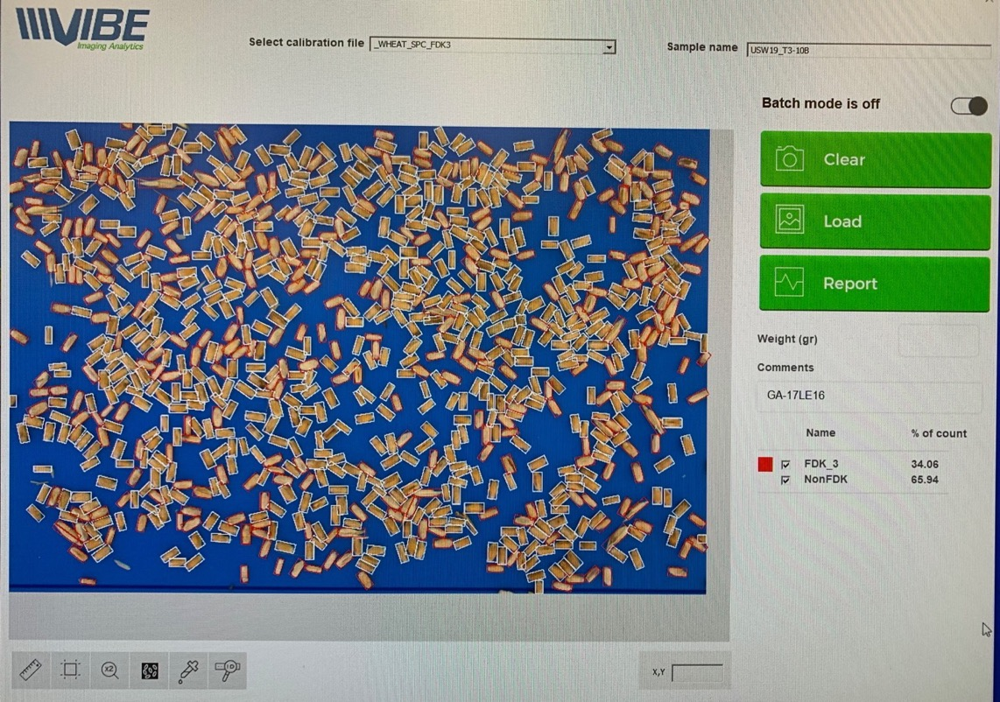 VIBE
Imaging Analytics
Select calibration file _WHEAT_SPC_FDK3
Sample name USW19_T3-10B
Batch mode is off
Clear
Load
Report
Weight (gr)
Comments
GA-17LE16
Name % of count
FDK_3 34.06
NonFDK 65.94
x2
X,Y